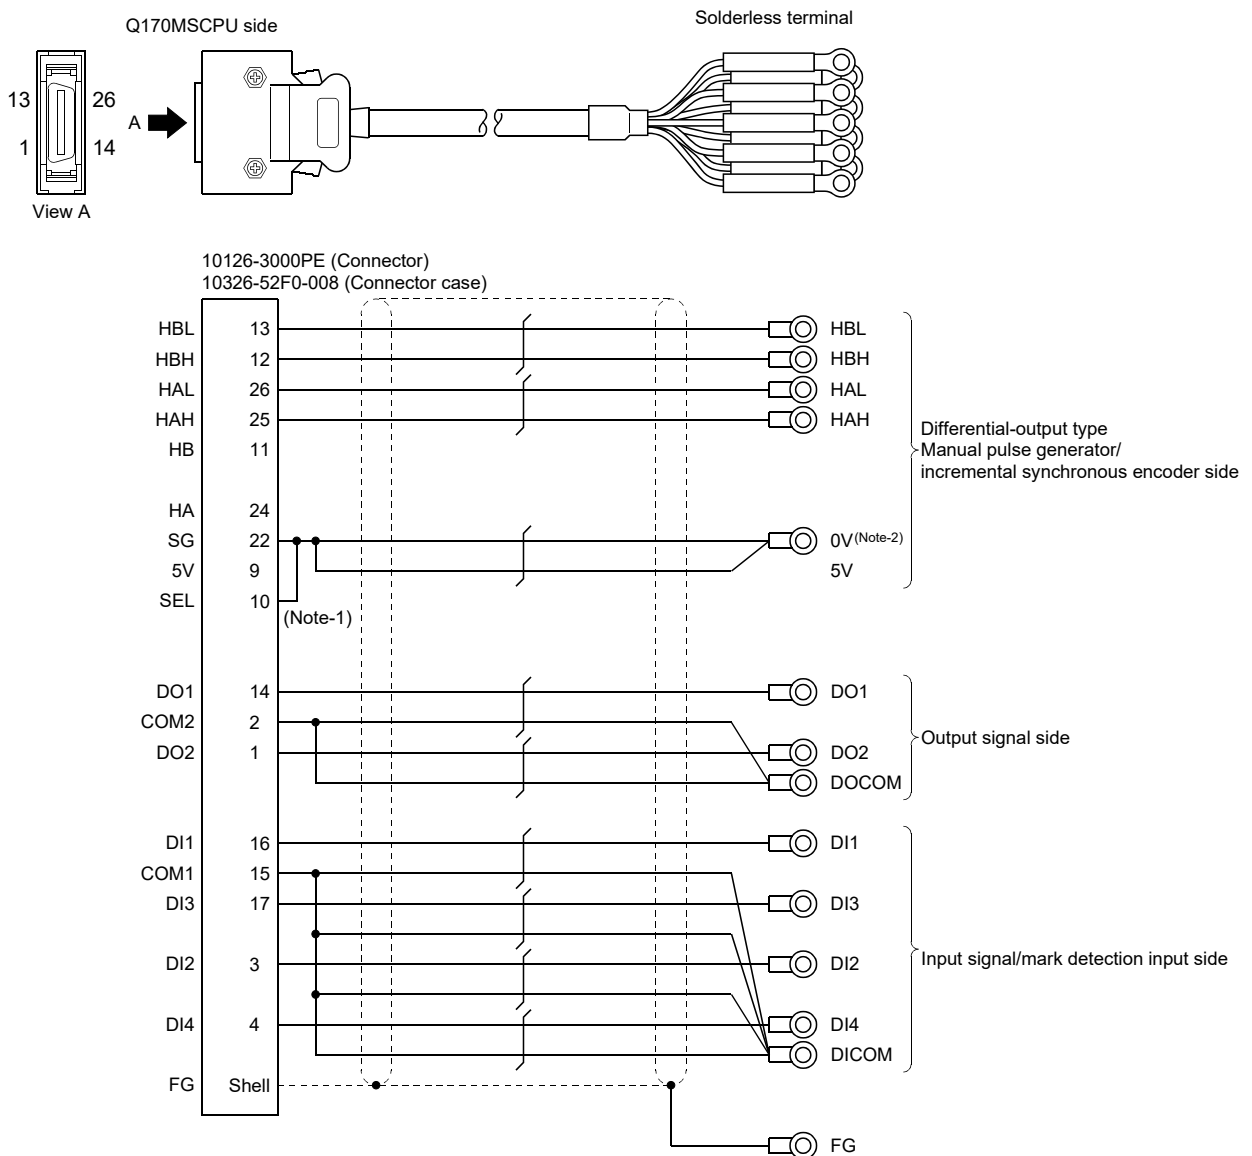 Q170MSCPU side
Solderless terminal
13
26
A
1
14
View A
10126-3000PE (Connector)
10326-52F0-008 (Connector case)
HBL 13 HBL
HBH 12 HBH
HAL 26 HAL
HAH 25 HAH
HB 11
Differential-output type
Manual pulse generator/
incremental synchronous encoder side
HA 24
SG 22 0V(Note-2)
5V 9 5V
SEL 10
(Note-1)
DO1 14 DO1
COM2 2
DO2 1 DO2
DOCOM
Output signal side
DI1 16 DI1
COM1 15
DI3 17 DI3
DI2 3 DI2
Input signal/mark detection input side
DI4 4 DI4
DICOM
FG Shell
FG